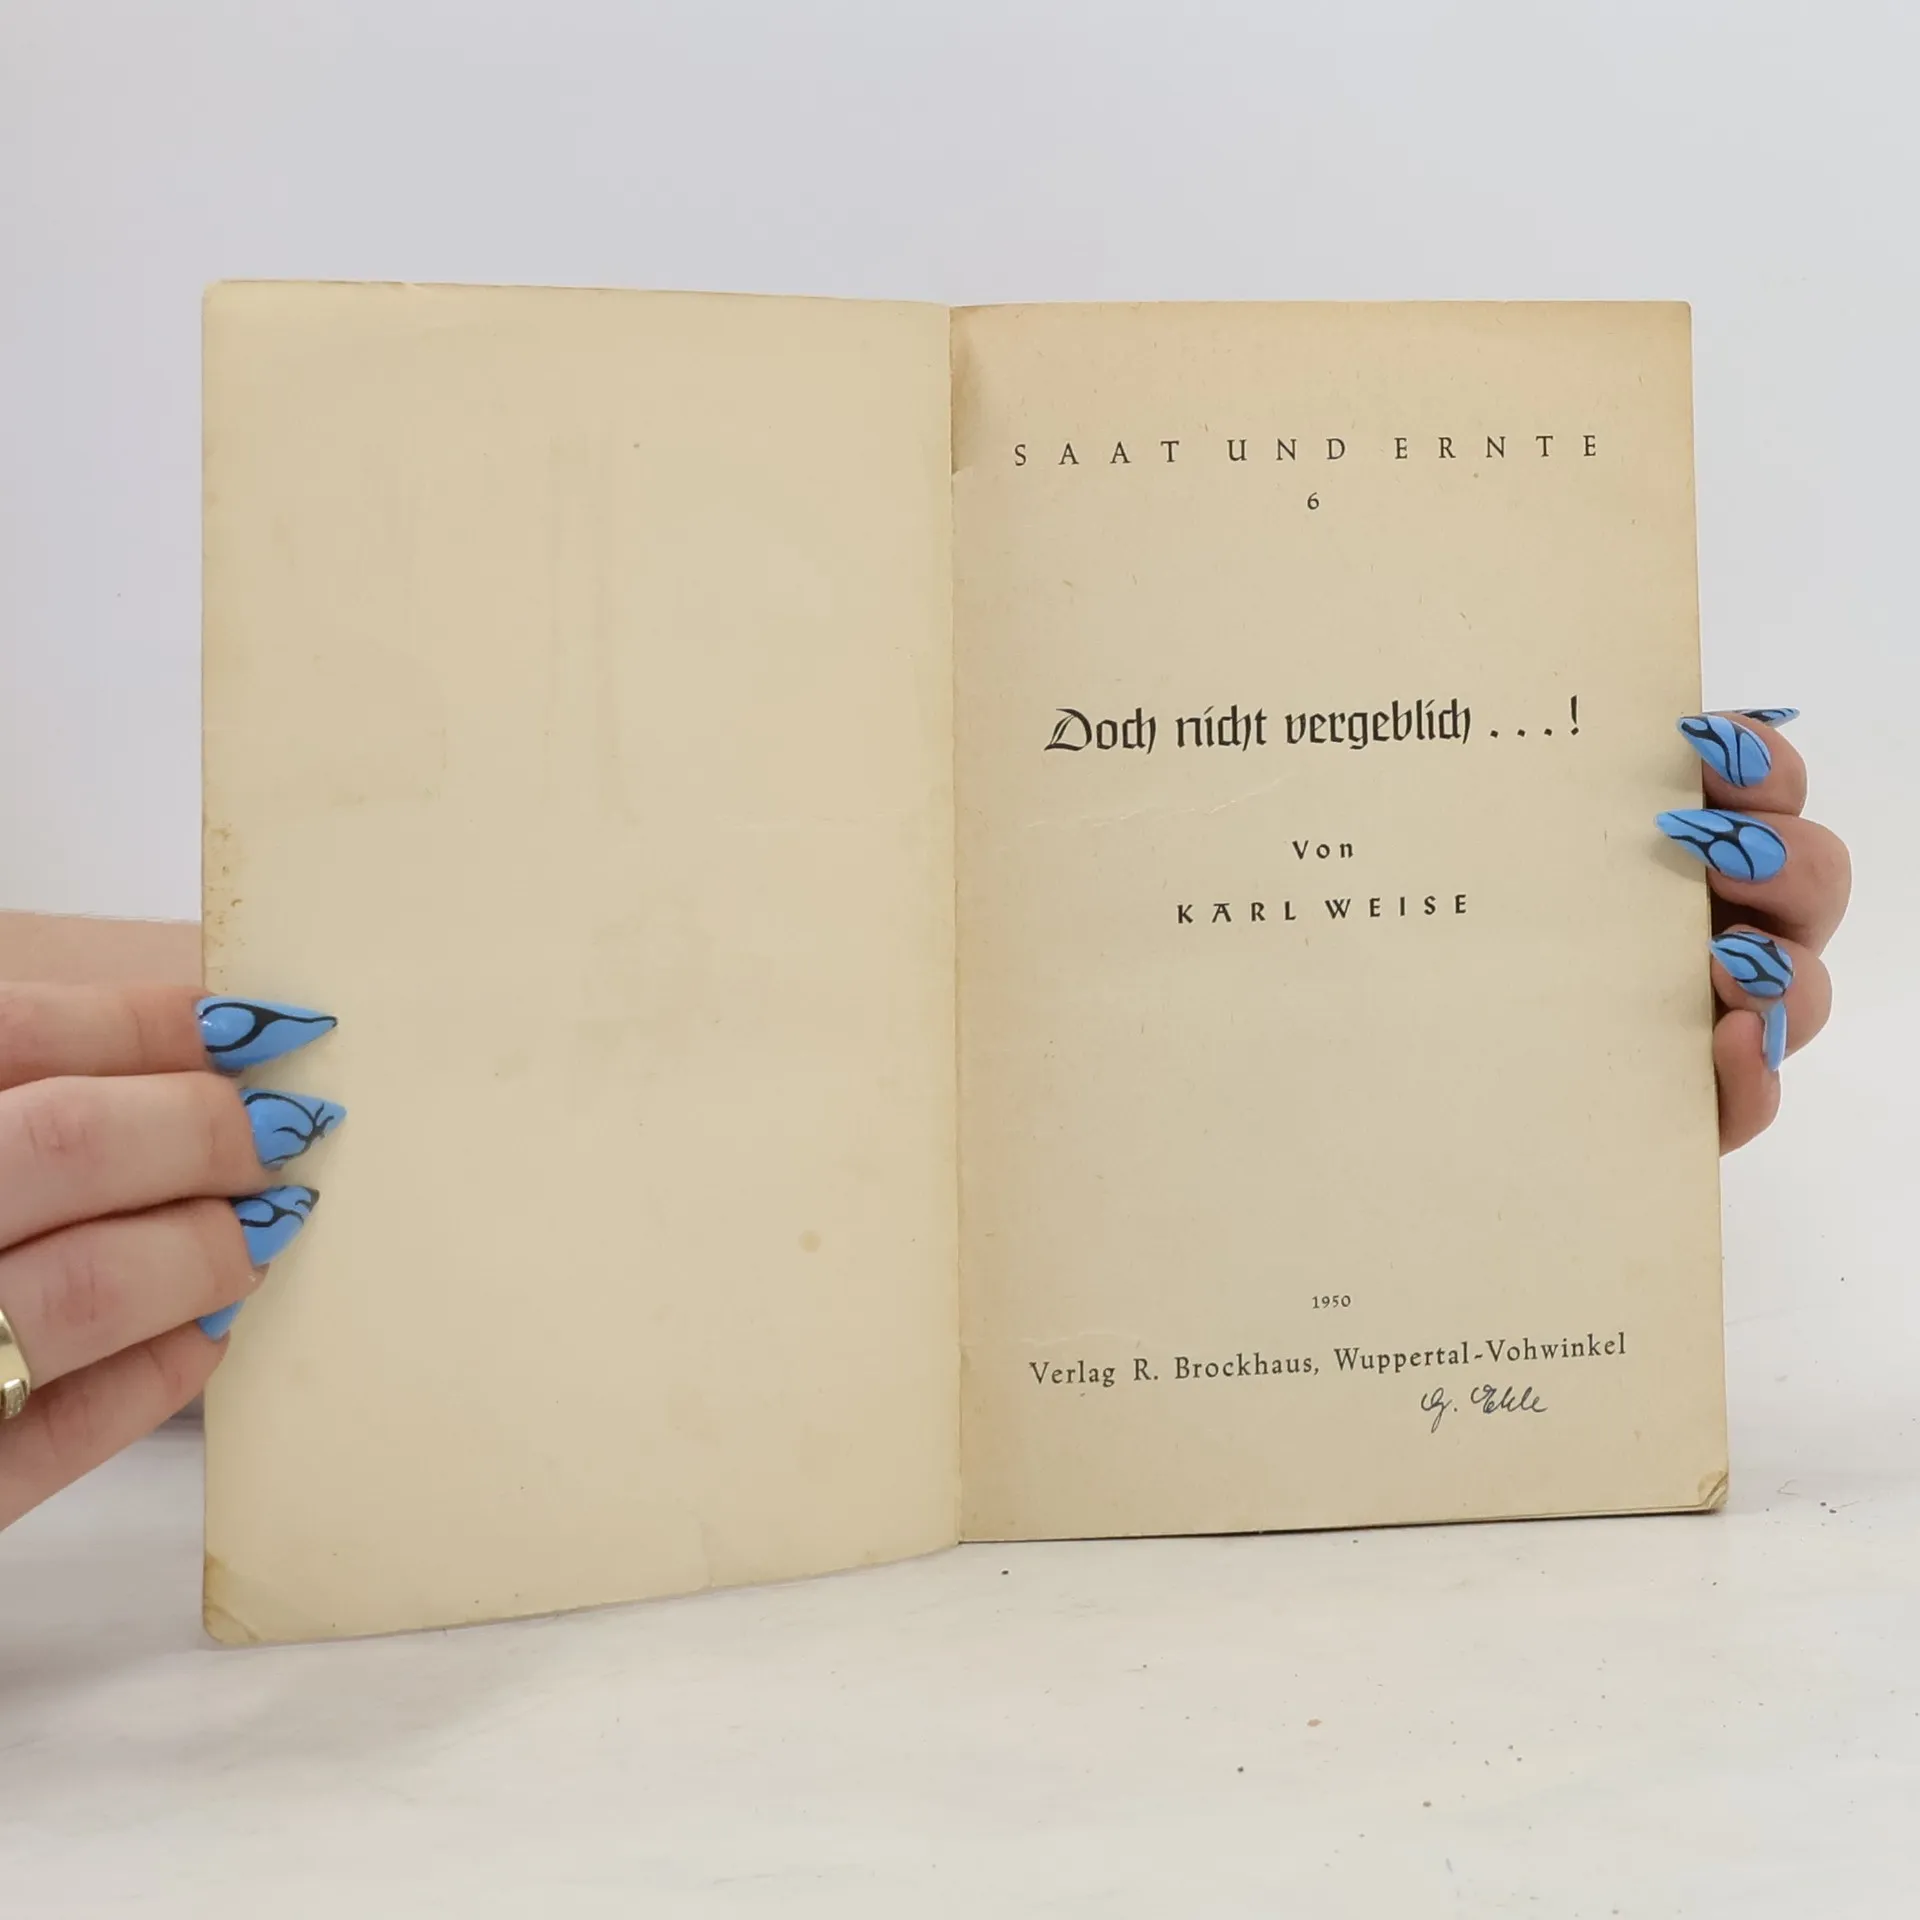 SAAT UND ERNTE
6
Doch nicht vergeblich . . . !
Von
KARL WEISE
1950
Verlag R. Brockhaus, Wuppertal-Vohwinkel
G.